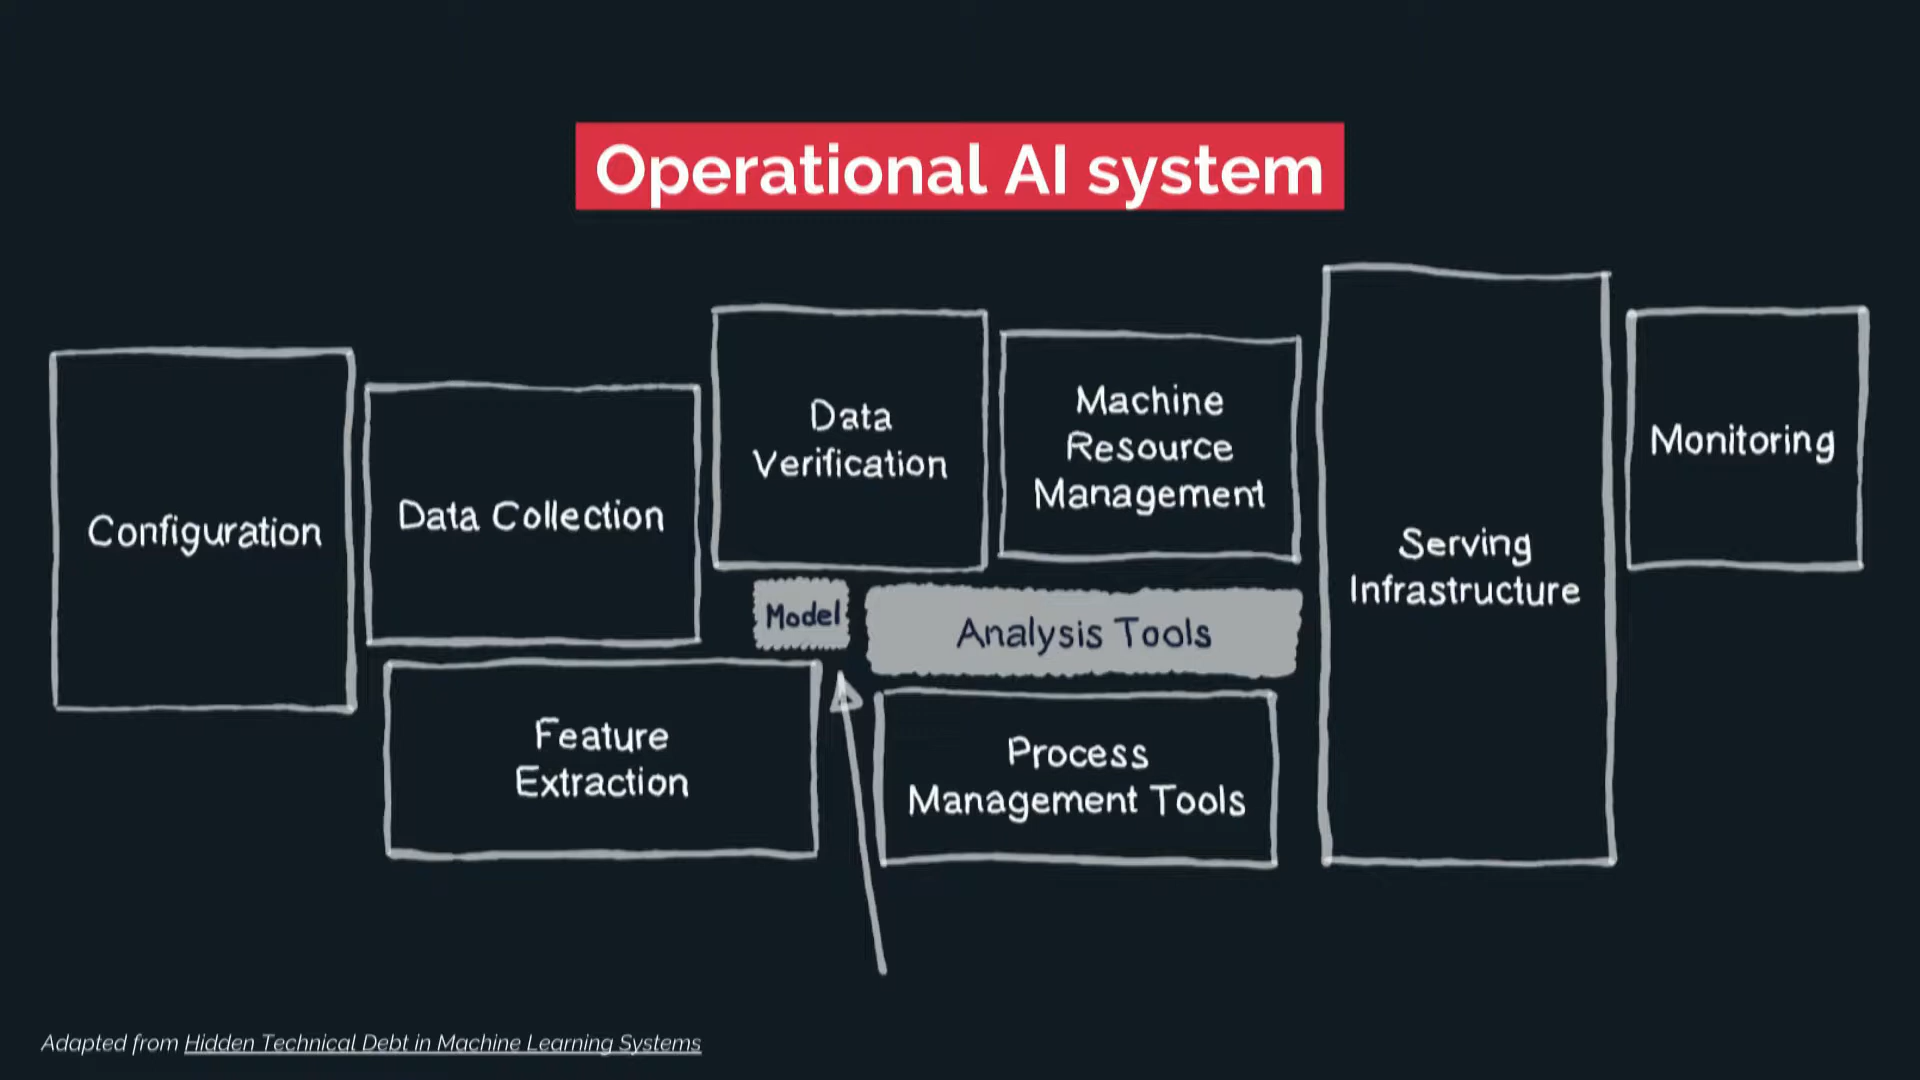 Operational AI system
Configuration
Data Collection
Data
Verification
Machine
Resource
Management
Serving
Infrastructure
Monitoring
Model
Analysis Tools
Feature
Extraction
Process
Management Tools
Adapted from Hidden Technical Debt in Machine Learning Systems